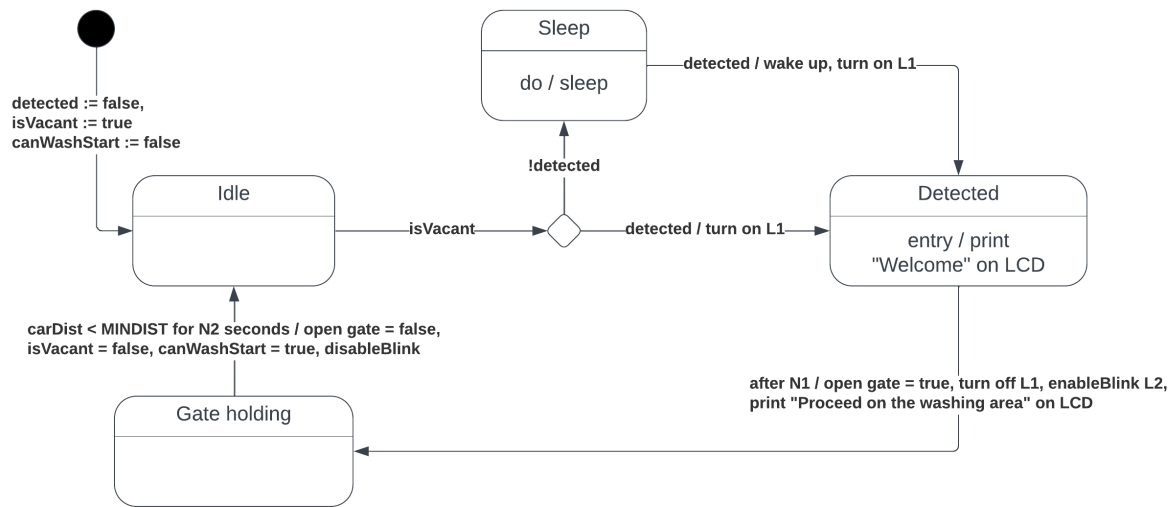 Sleep
do / sleep
detected / wake up, turn on L1
detected := false,
isVacant := true
canWashStart := false
!detected
Idle
isVacant
detected / turn on L1
Detected
entry / print
"Welcome" on LCD
carDist < MINDIST for N2 seconds / open gate = false,
isVacant = false, canWashStart = true, disableBlink
after N1 / open gate = true, turn off L1, enableBlink L2,
print "Proceed on the washing area" on LCD
Gate holding